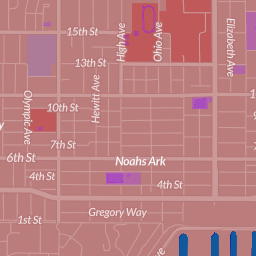 15th St
High Ave
Ohio Ave
Elizabeth Ave
13th St
Hewitt Ave
Olympic Ave
10th St
7th St
6th St
Noahs Ark
4th St
4th St
Gregory Way
1st St